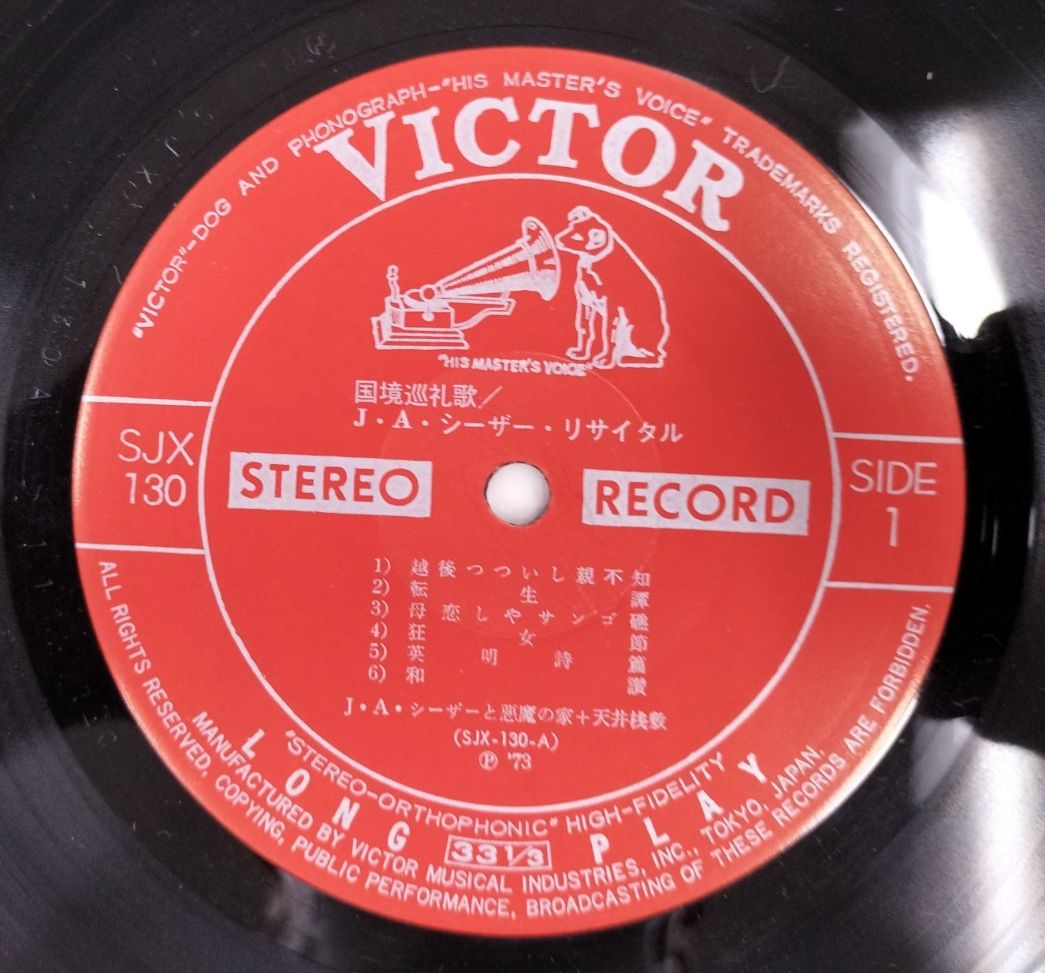 "VICTOR"-DOG AND PHONOGRAPH-"HIS MASTER'S VOICE" TRADEMARKS REGISTERED.
VICTOR
"HIS MASTER'S VOICE"
国境巡礼歌/
J・A・シーザー・リサイタル
SJX
130
STEREO
RECORD
SIDE
1
1) 越後つついし親不知
2) 転生譚
3) 母恋しやサンゴ礁
4) 狂女節
5) 英明詩篇
6) 和讃
J・A・シーザーと悪魔の家+天井桟敷
(SJX-130-A)
Ⓟ '73
"STEREO-ORTHOPHONIC" HIGH-FIDELITY
LONG 33 1/3 PLAY
MANUFACTURED BY VICTOR MUSICAL INDUSTRIES, INC., TOKYO, JAPAN.
ALL RIGHTS RESERVED, COPYING, PUBLIC PERFORMANCE, BROADCASTING OF THESE RECORDS ARE FORBIDDEN.